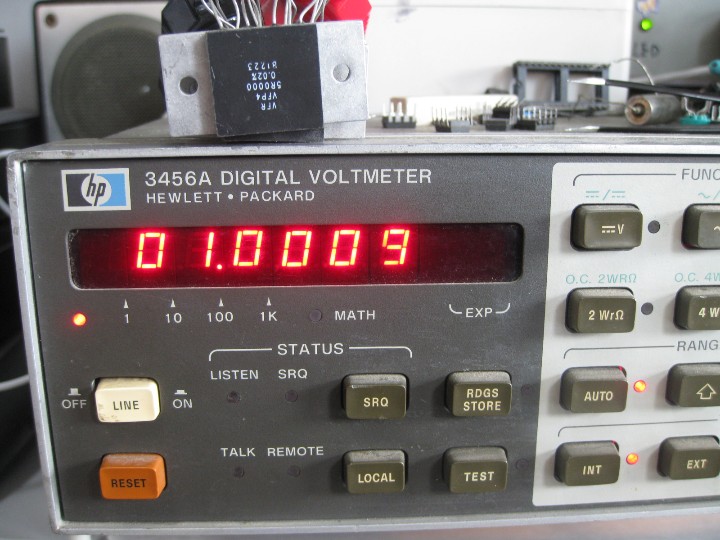 VFR
VFP4
5R0000
0.02%
B1223
hp
3456A DIGITAL VOLTMETER
HEWLETT • PACKARD
FUNC
01.0009
1 10 100 1K MATH EXP
V
O.C. 2WRΩ
O.C. 4W
2 WrΩ
4 W
RANG
STATUS
LISTEN SRQ
OFF LINE ON
SRQ
RDGS
STORE
AUTO
TALK REMOTE
RESET
LOCAL
TEST
INT
EXT